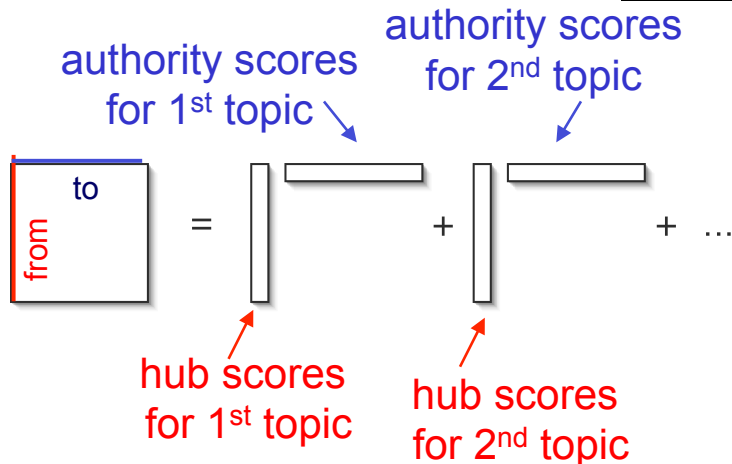 authority scores
for 1st topic
authority scores
for 2nd topic
to
from
=
+
+ ...
hub scores
for 1st topic
hub scores
for 2nd topic